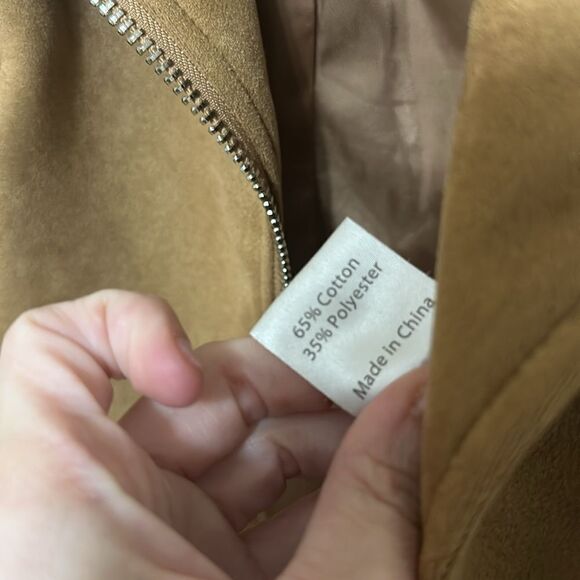 65% Cotton
35% Polyester
Made in China